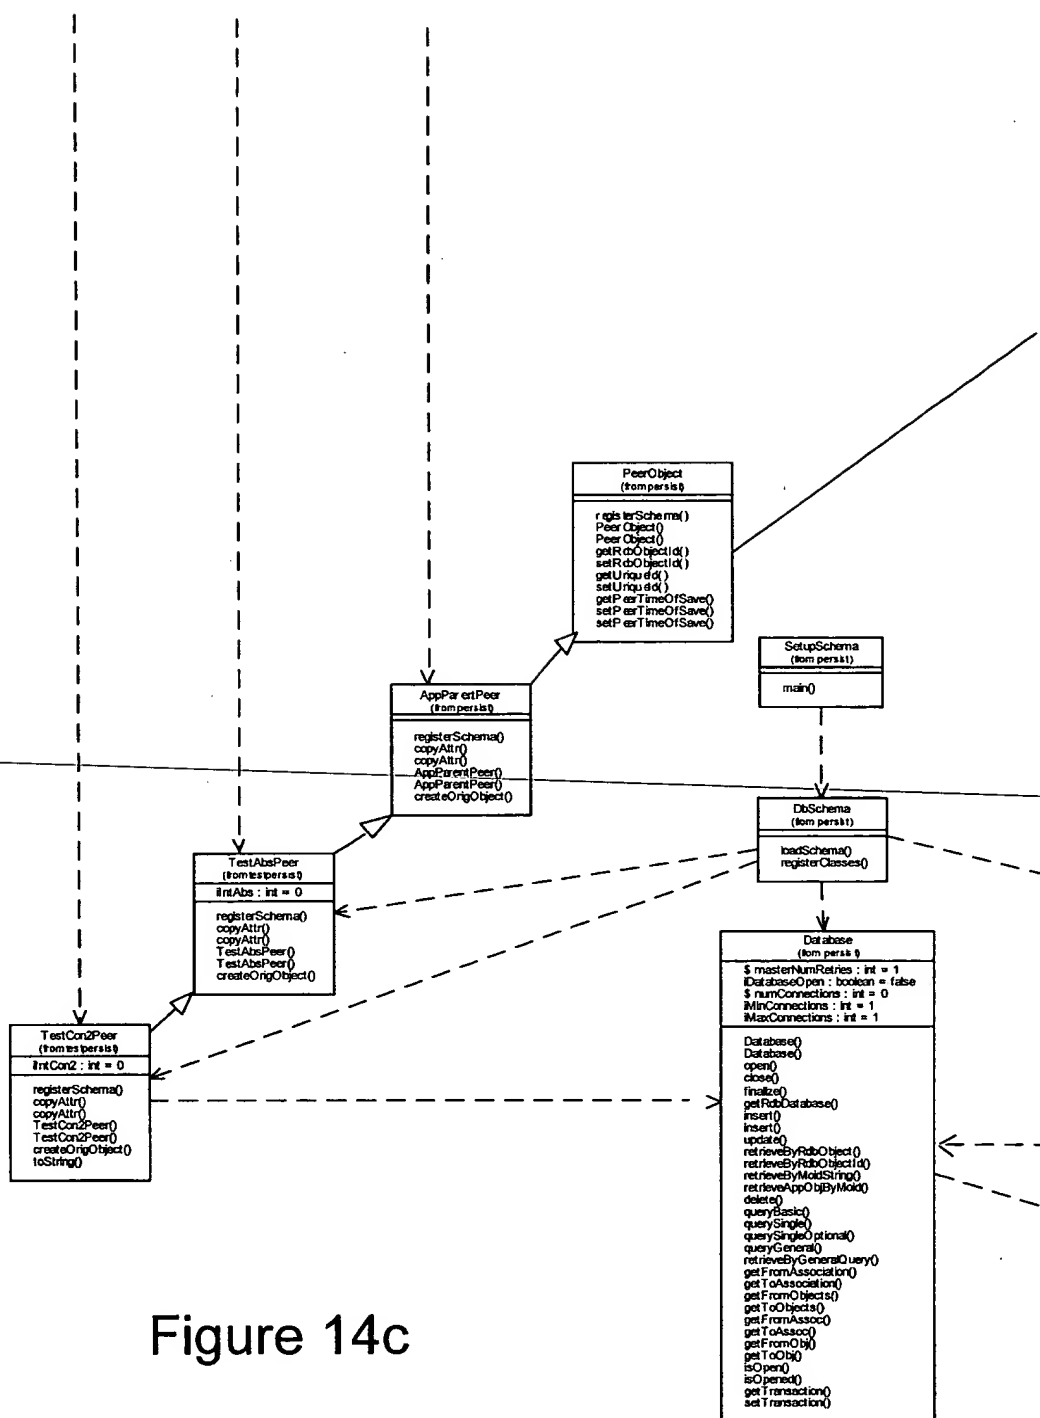 PeerObject
(from persist)
registerSchema()
PeerObject()
PeerObject()
getRdbObjectId()
setRdbObjectId()
getUniqueId()
setUniqueId()
getPeerTimeOfSave()
setPeerTimeOfSave()
setPeerTimeOfSave()
SetupSchema
(from persist)
main()
AppParentPeer
(from persist)
registerSchema()
copyAttr()
copyAttr()
AppParentPeer()
AppParentPeer()
createOrigObject()
DbSchema
(from persist)
loadSchema()
registerClasses()
TestAbsPeer
(from testpersist)
iIntAbs : int = 0
registerSchema()
copyAttr()
copyAttr()
TestAbsPeer()
TestAbsPeer()
createOrigObject()
TestCon2Peer
(from testpersist)
iIntCon2 : int = 0
registerSchema()
copyAttr()
copyAttr()
TestCon2Peer()
TestCon2Peer()
createOrigObject()
toString()
Database
(from persist)
$ masterNumRetries : int = 1
iDatabaseOpen : boolean = false
$ numConnections : int = 0
iMinConnections : int = 1
iMaxConnections : int = 1
Database()
Database()
open()
close()
finalize()
getRdbDatabase()
insert()
insert()
update()
retrieveByRdbObject()
retrieveByRdbObjectId()
retrieveByMoidString()
retrieveAppObjByMoid()
delete()
queryBasic()
querySingle()
querySingleOptional()
queryGeneral()
retrieveByGeneralQuery()
getFromAssociation()
getToAssociation()
getFromObjects()
getToObjects()
getFromAssoc()
getToAssoc()
getFromObj()
getToObj()
isOpen()
isOpened()
getTransaction()
setTransaction()
Figure 14c